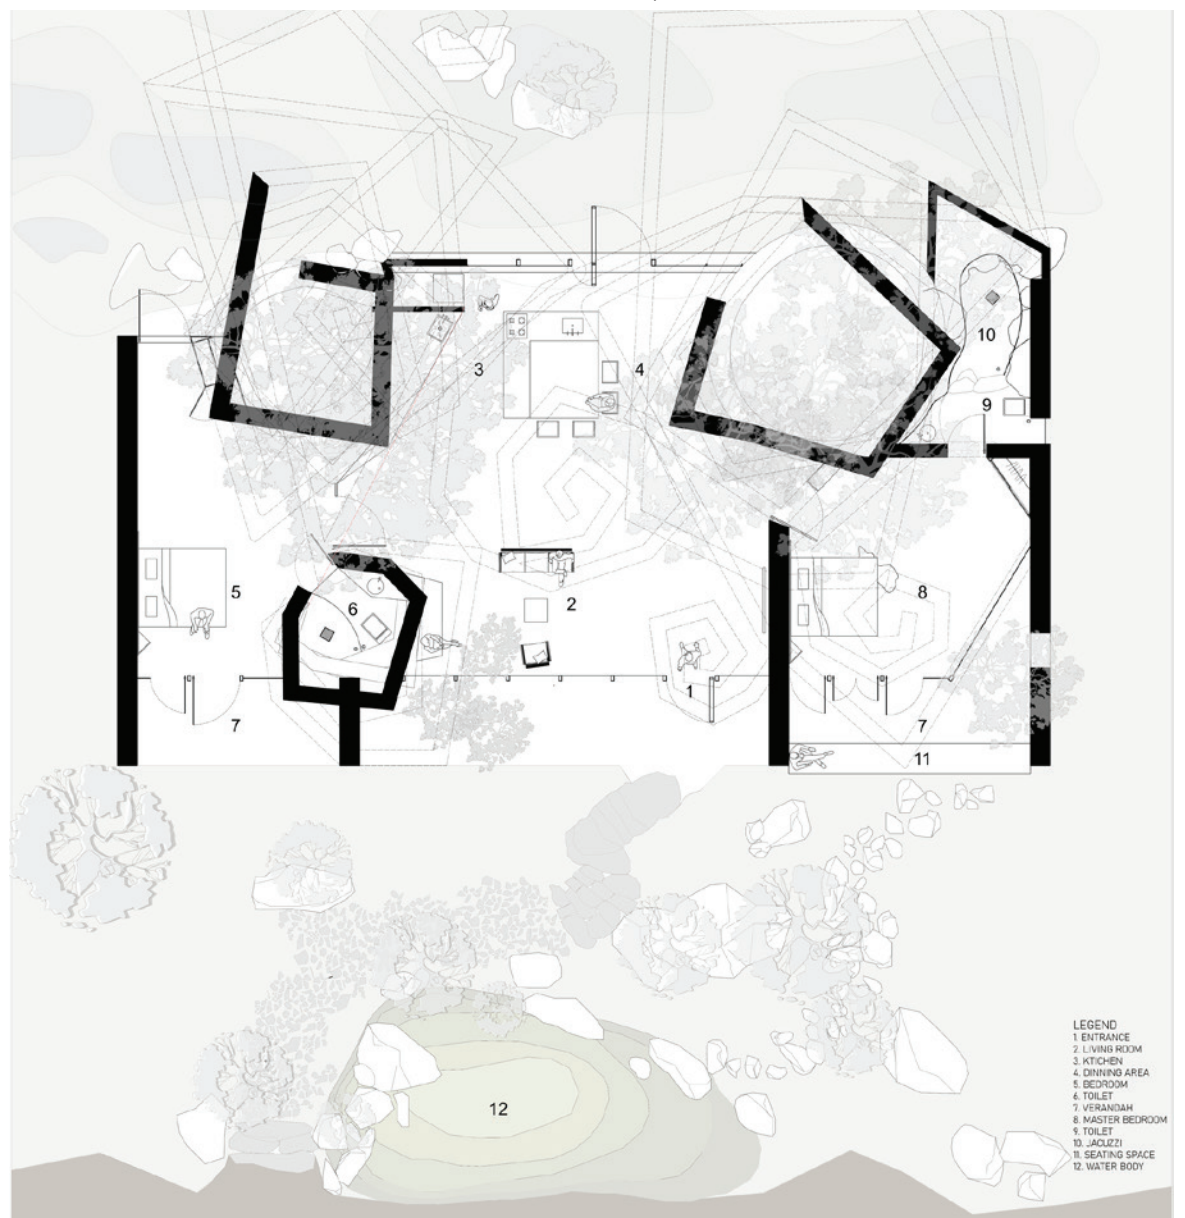 10
3
4
9
5
8
6
2
1
7
7
11
12
LEGEND
1. ENTRANCE
2. LIVING ROOM
3. KTICHEN
4. DINNING AREA
5. BEDROOM
6. TOILET
7. VERANDAH
8. MASTER BEDROOM
9. TOILET
10. JACUZZI
11. SEATING SPACE
12. WATER BODY